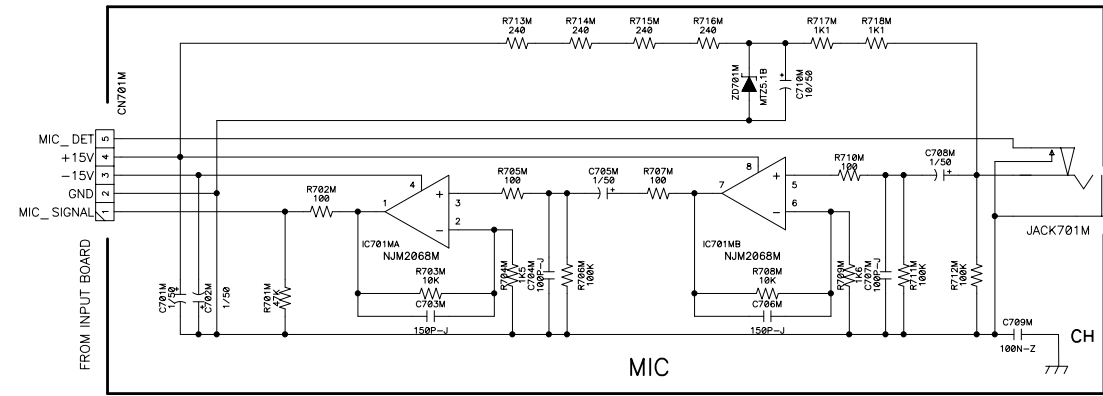 R713M
240
R714M
240
R715M
240
R716M
240
R717M
1K1
R718M
1K1
CN701M
ZD701M
MTZ5.1B
+
C710M
10/50
MIC_DET 5
+15V 4
-15V 3
GND 2
MIC_SIGNAL 1
R702M
100
1
4
+
-
3
2
IC701MA
NJM2068M
R705M
100
C705M
1/50
+
R707M
100
7
8
+
-
5
6
IC701MB
NJM2068M
R710M
100
C708M
1/50
+
JACK701M
FROM INPUT BOARD
C701M
1/50
+
C702M
1/50
+
R701M
47K
R703M
10K
C703M
150P-J
R704M
1K5
C704M
100P-J
R706M
100K
R708M
10K
C706M
150P-J
R709M
1K6
C707M
100P-J
R711M
100K
R712M
100K
C709M
100N-Z
CH
MIC